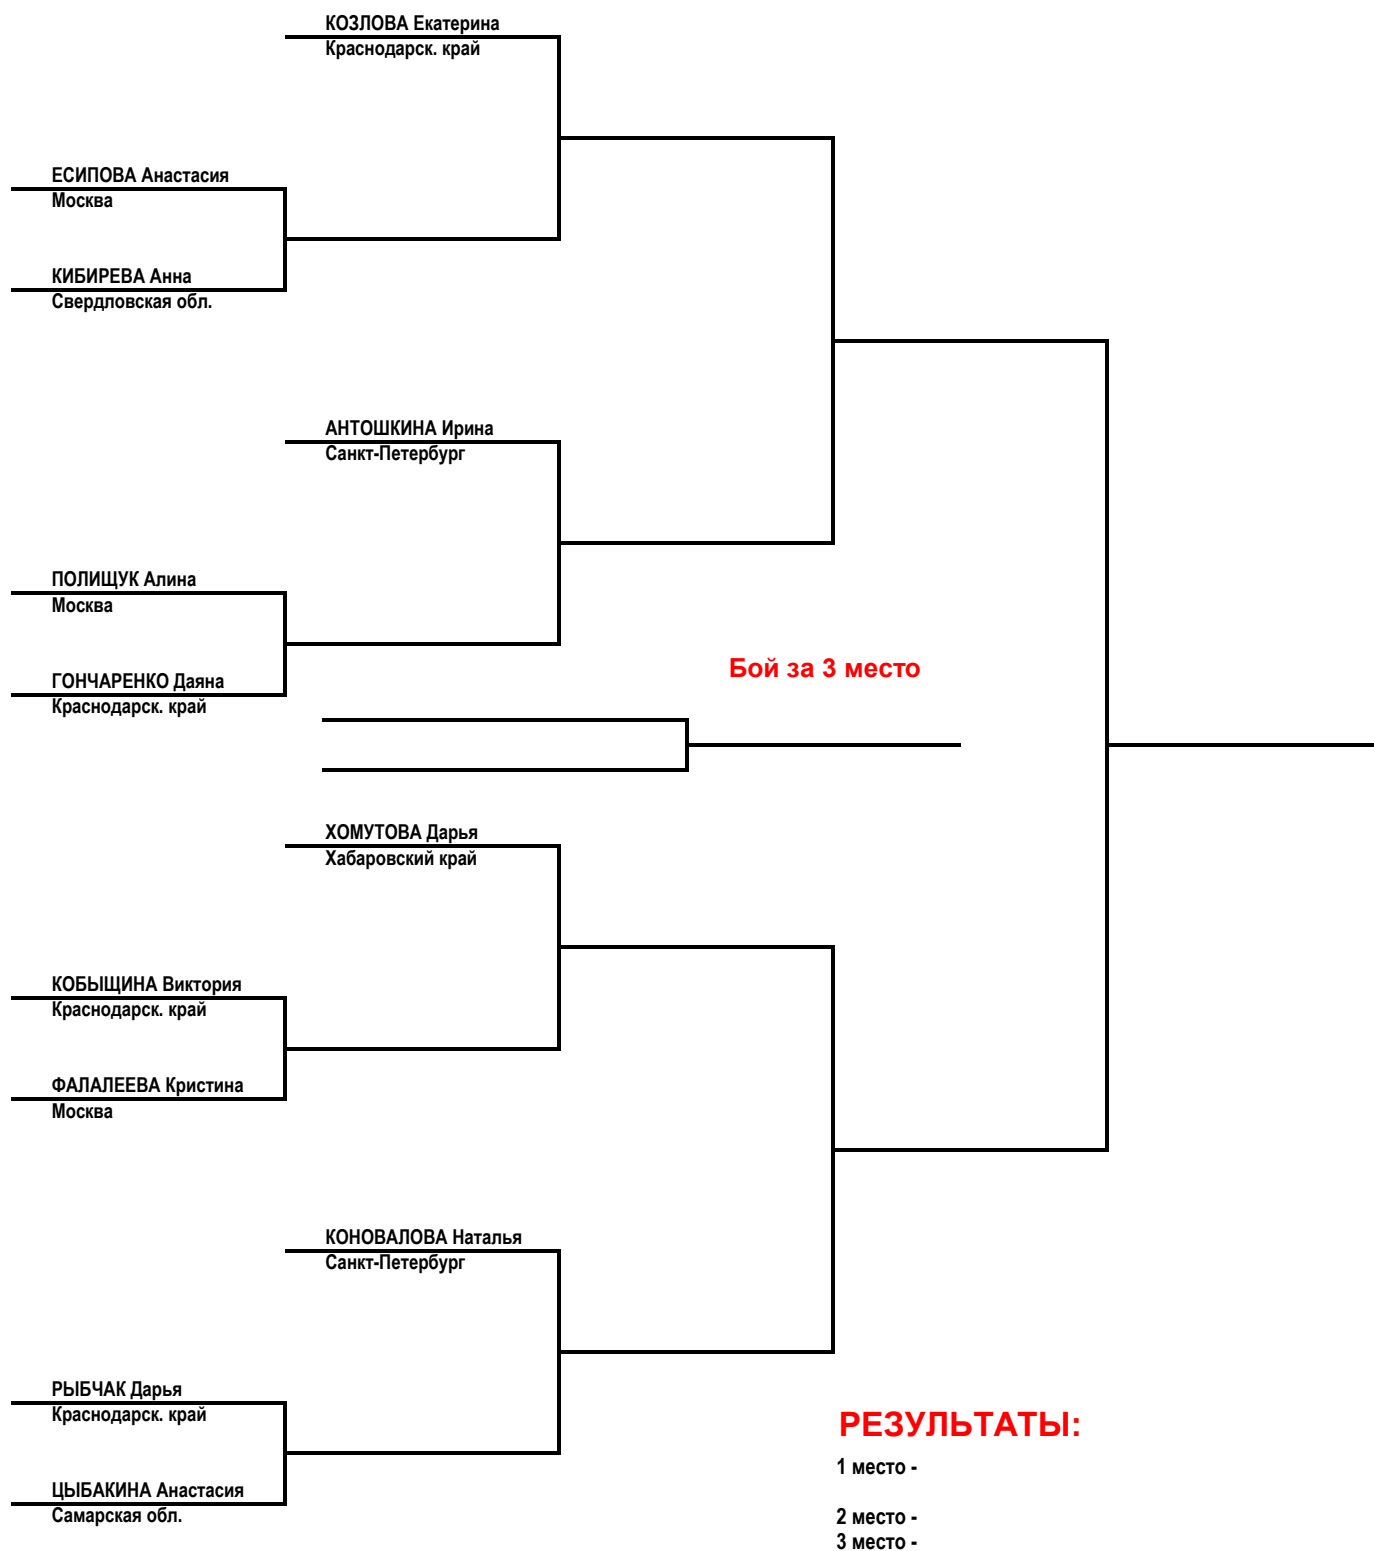 КОЗЛОВА Екатерина
Краснодарск. край
ЕСИПОВА Анастасия
Москва
КИБИРЕВА Анна
Свердловская обл.
АНТОШКИНА Ирина
Санкт-Петербург
ПОЛИЩУК Алина
Москва
Бой за 3 место
ГОНЧАРЕНКО Даяна
Краснодарск. край
ХОМУТОВА Дарья
Хабаровский край
КОБЫЩИНА Виктория
Краснодарск. край
ФАЛАЛЕЕВА Кристина
Москва
КОНОВАЛОВА Наталья
Санкт-Петербург
РЫБЧАК Дарья
Краснодарск. край
ЦЫБАКИНА Анастасия
Самарская обл.
РЕЗУЛЬТАТЫ:
1 место -
2 место -
3 место -